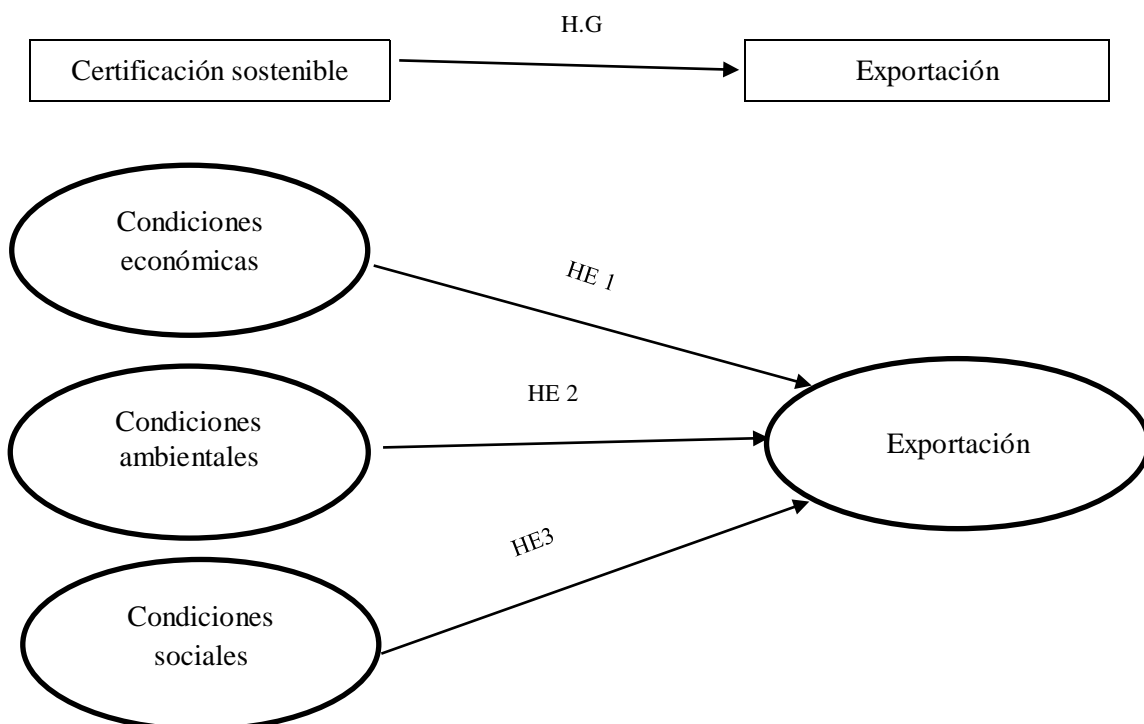 H.G
Certificación sostenible
Exportación
Condiciones
económicas
HE 1
Condiciones
ambientales
HE 2
Exportación
HE3
Condiciones
sociales